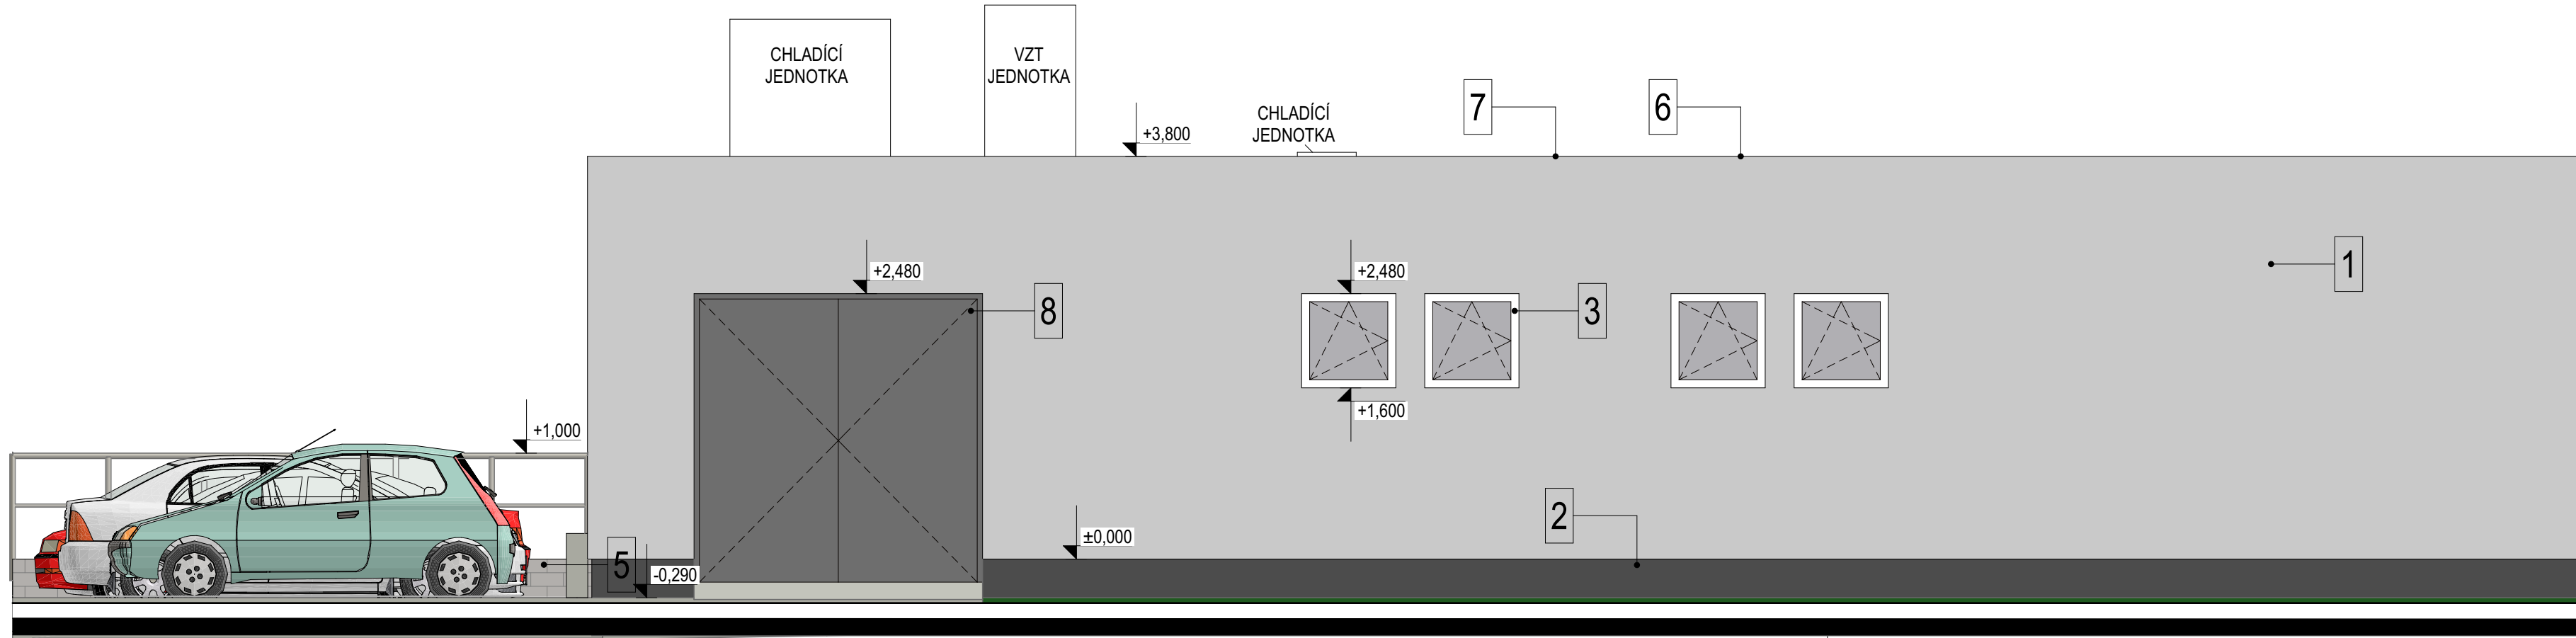 CHLADÍCÍ
JEDNOTKA
VZT
JEDNOTKA
CHLADÍCÍ
JEDNOTKA
7
6
+3,800
1
+2,480
+2,480
8
3
+1,600
+1,000
2
±0,000
5
-0,290